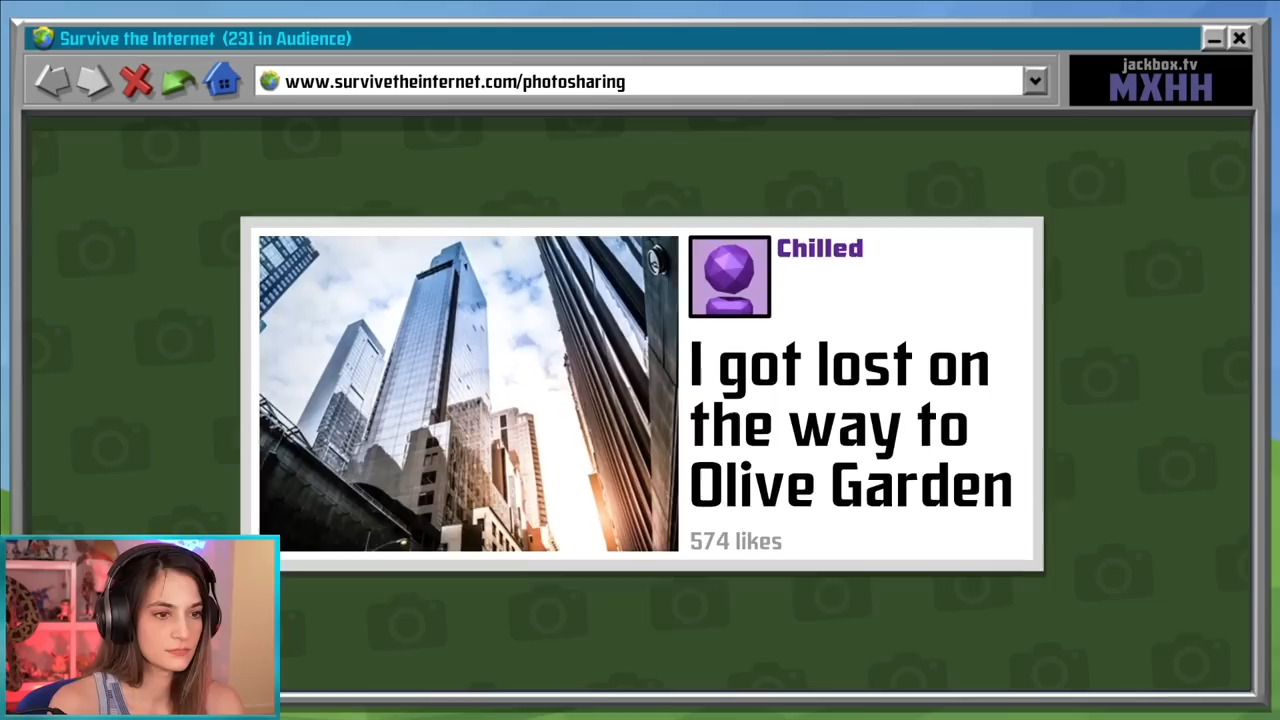 Survive the Internet (231 in Audience)
www.survivetheinternet.com/photosharing
jackbox.tv
MXHH
Chilled
I got lost on
the way to
Olive Garden
574 likes